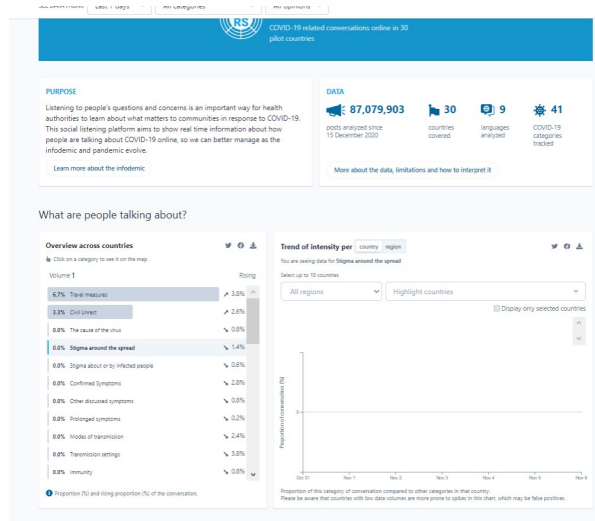 Last 7 days
All categories
All opinions
RS
COVID-19 related conversations online in 30
pilot countries
PURPOSE
Listening to people's questions and concerns is an important way for health
authorities to learn about what matters to communities in response to COVID-19.
This social listening platform aims to show real time information about how
people are talking about COVID-19 online, so we can better manage as the
infodemic and pandemic evolve.
Learn more about the infodemic
DATA
87,079,903
posts analyzed since
15 December 2020
30
countries
covered
9
languages
analyzed
41
COVID-19
categories
tracked
More about the data, limitations and how to interpret it
What are people talking about?
Overview across countries
Click on a category to see it on the map
Volume Rising
6.7% Travel measures 3.8%
3.3% Civil Unrest 2.6%
0.0% The cause of the virus 0.8%
0.0% Stigma around the spread 1.4%
0.0% Stigma about or by infected people 0.6%
0.0% Confirmed Symptoms 2.8%
0.0% Other discussed symptoms 0.8%
0.0% Prolonged symptoms 0.2%
0.0% Modes of transmission 2.4%
0.0% Transmission settings 3.8%
0.0% Immunity 0.8%
Proportion (%) and rising proportion (%) of the conversation.
Trend of intensity per country region
You are seeing data for Stigma around the spread
Select up to 10 countries
All regions
Highlight countries
Display only selected countries
Proportion of conversation (%)
0
Oct 31 Nov 1 Nov 2 Nov 3 Nov 4 Nov 5 Nov 6
Proportion of this category of conversation compared to other categories in that country.
Please be aware that countries with low data volumes are more prone to spikes in this chart, which may be false positives.